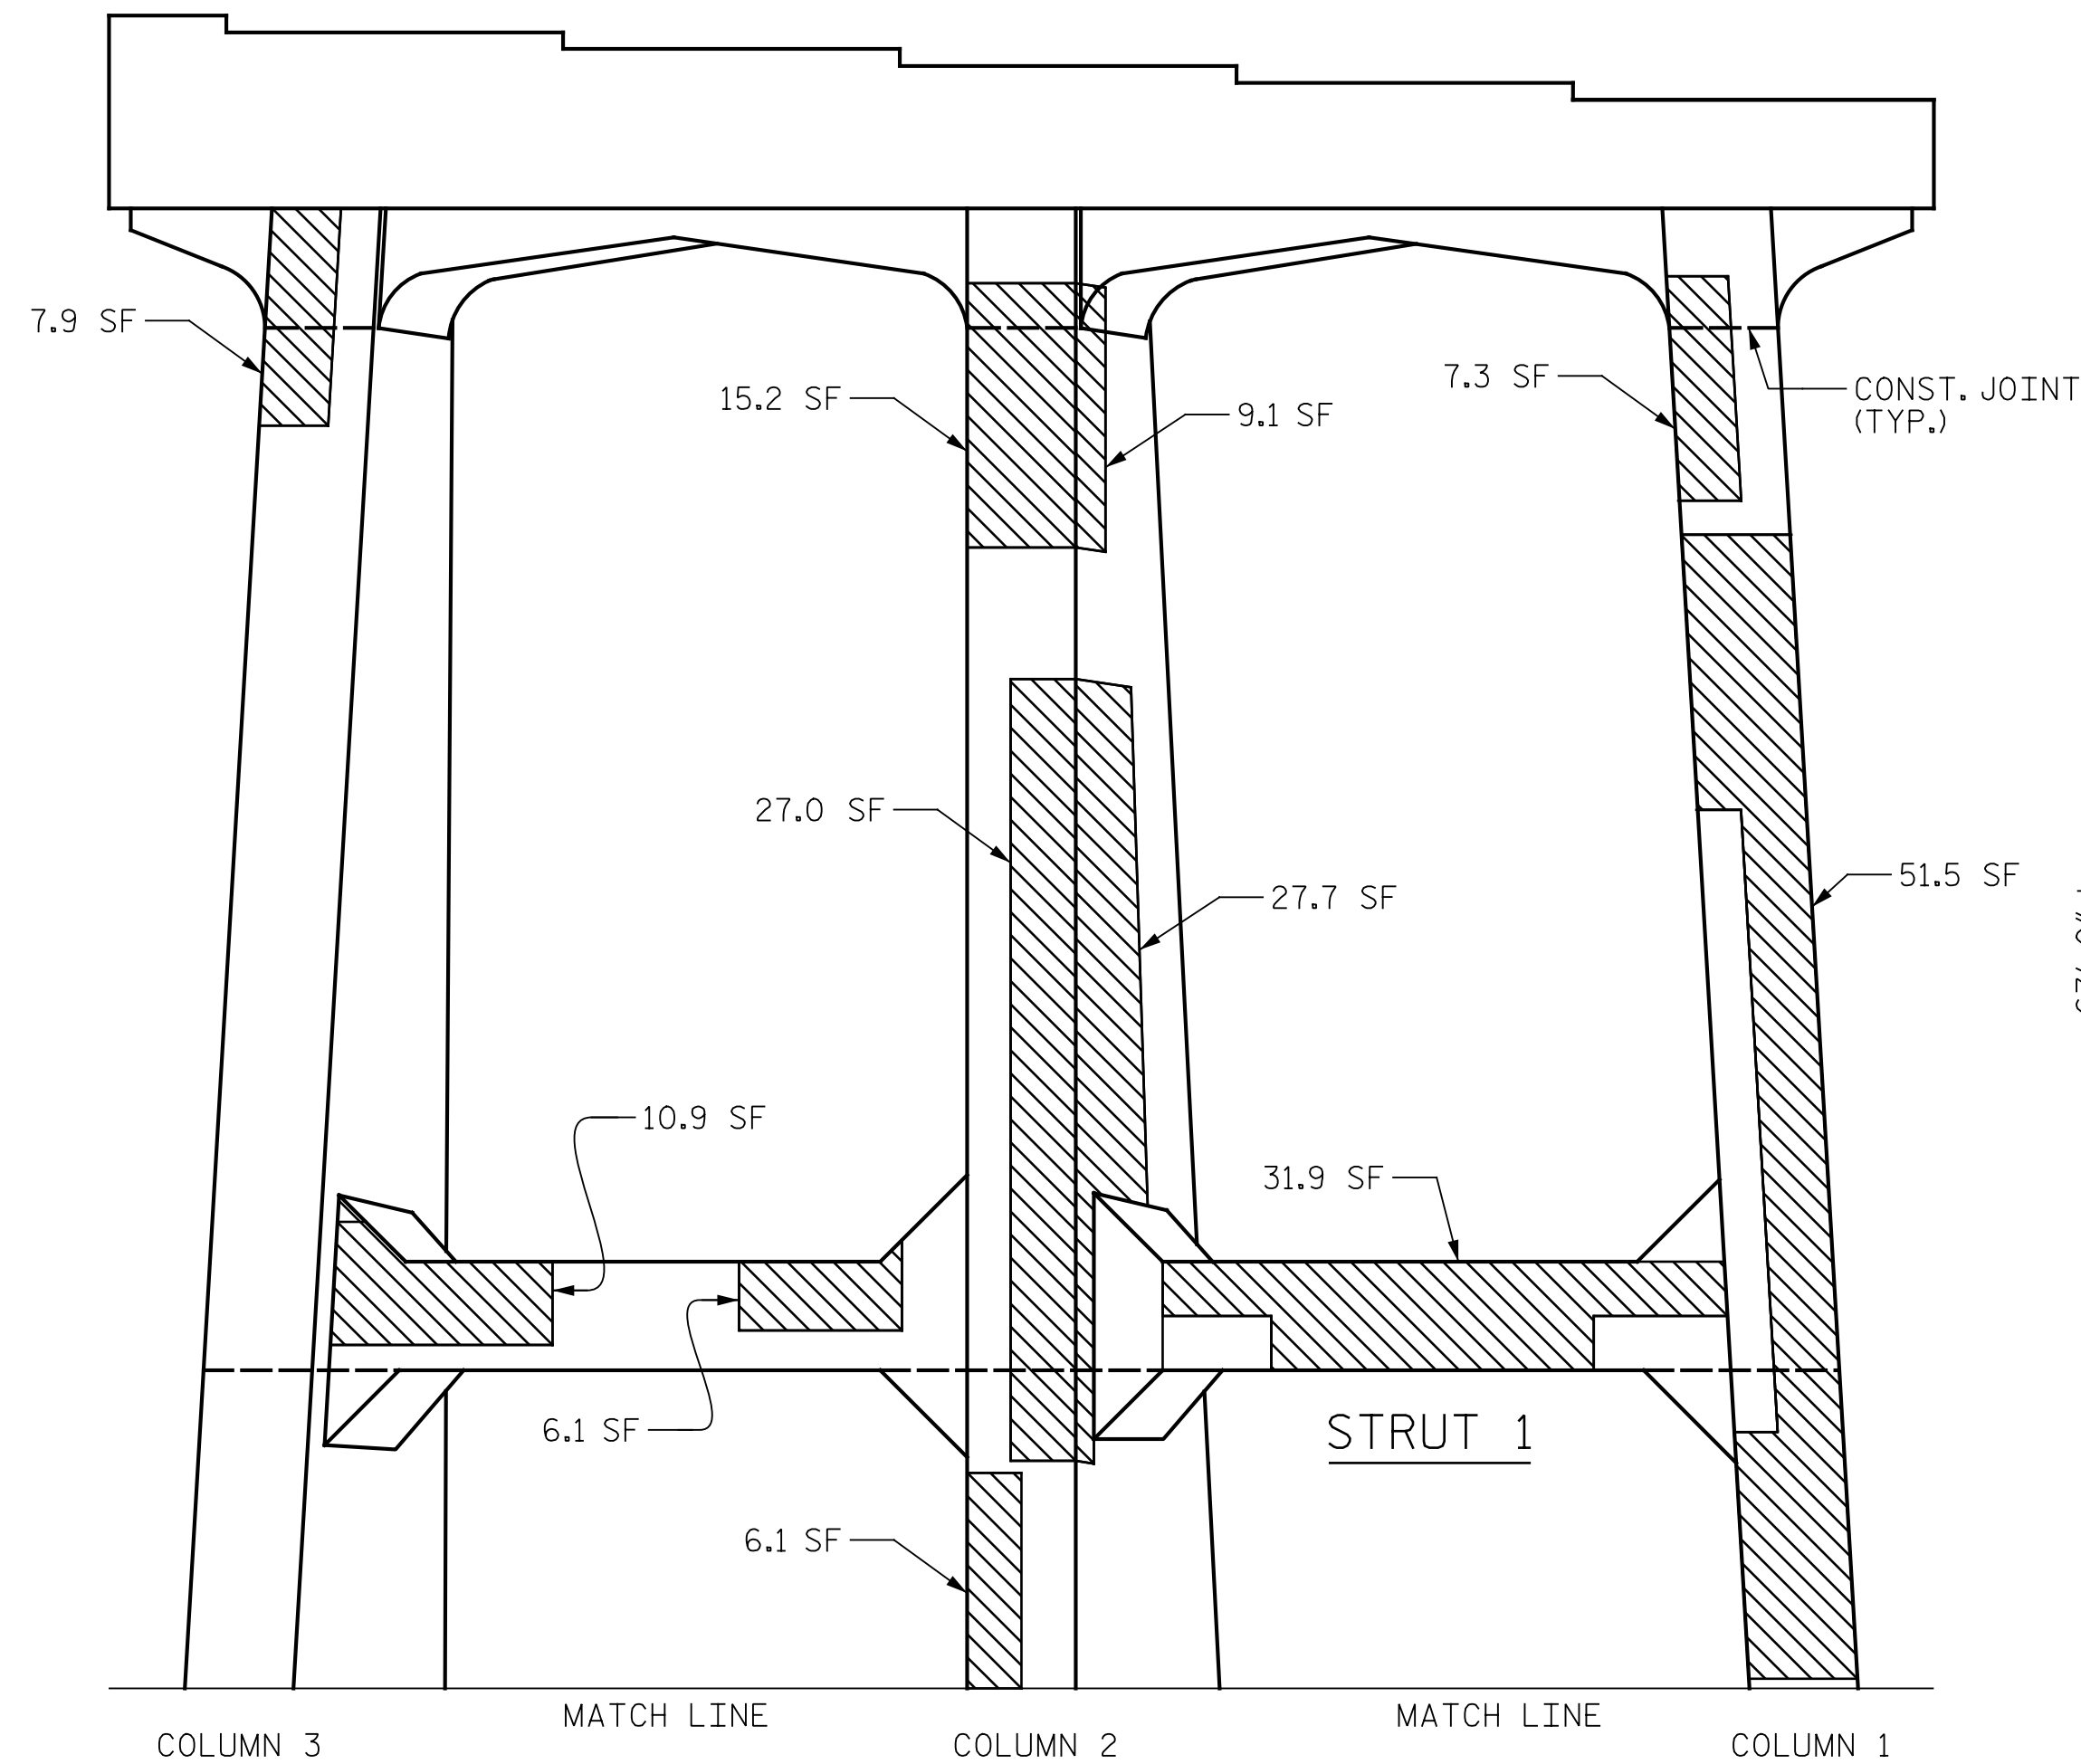 7.9 SF
15.2 SF
9.1 SF
7.3 SF
CONST. JOINT
(TYP.)
27.0 SF
27.7 SF
51.5 SF
10.9 SF
31.9 SF
6.1 SF
STRUT 1
6.1 SF
MATCH LINE
MATCH LINE
COLUMN 3
COLUMN 2
COLUMN 1